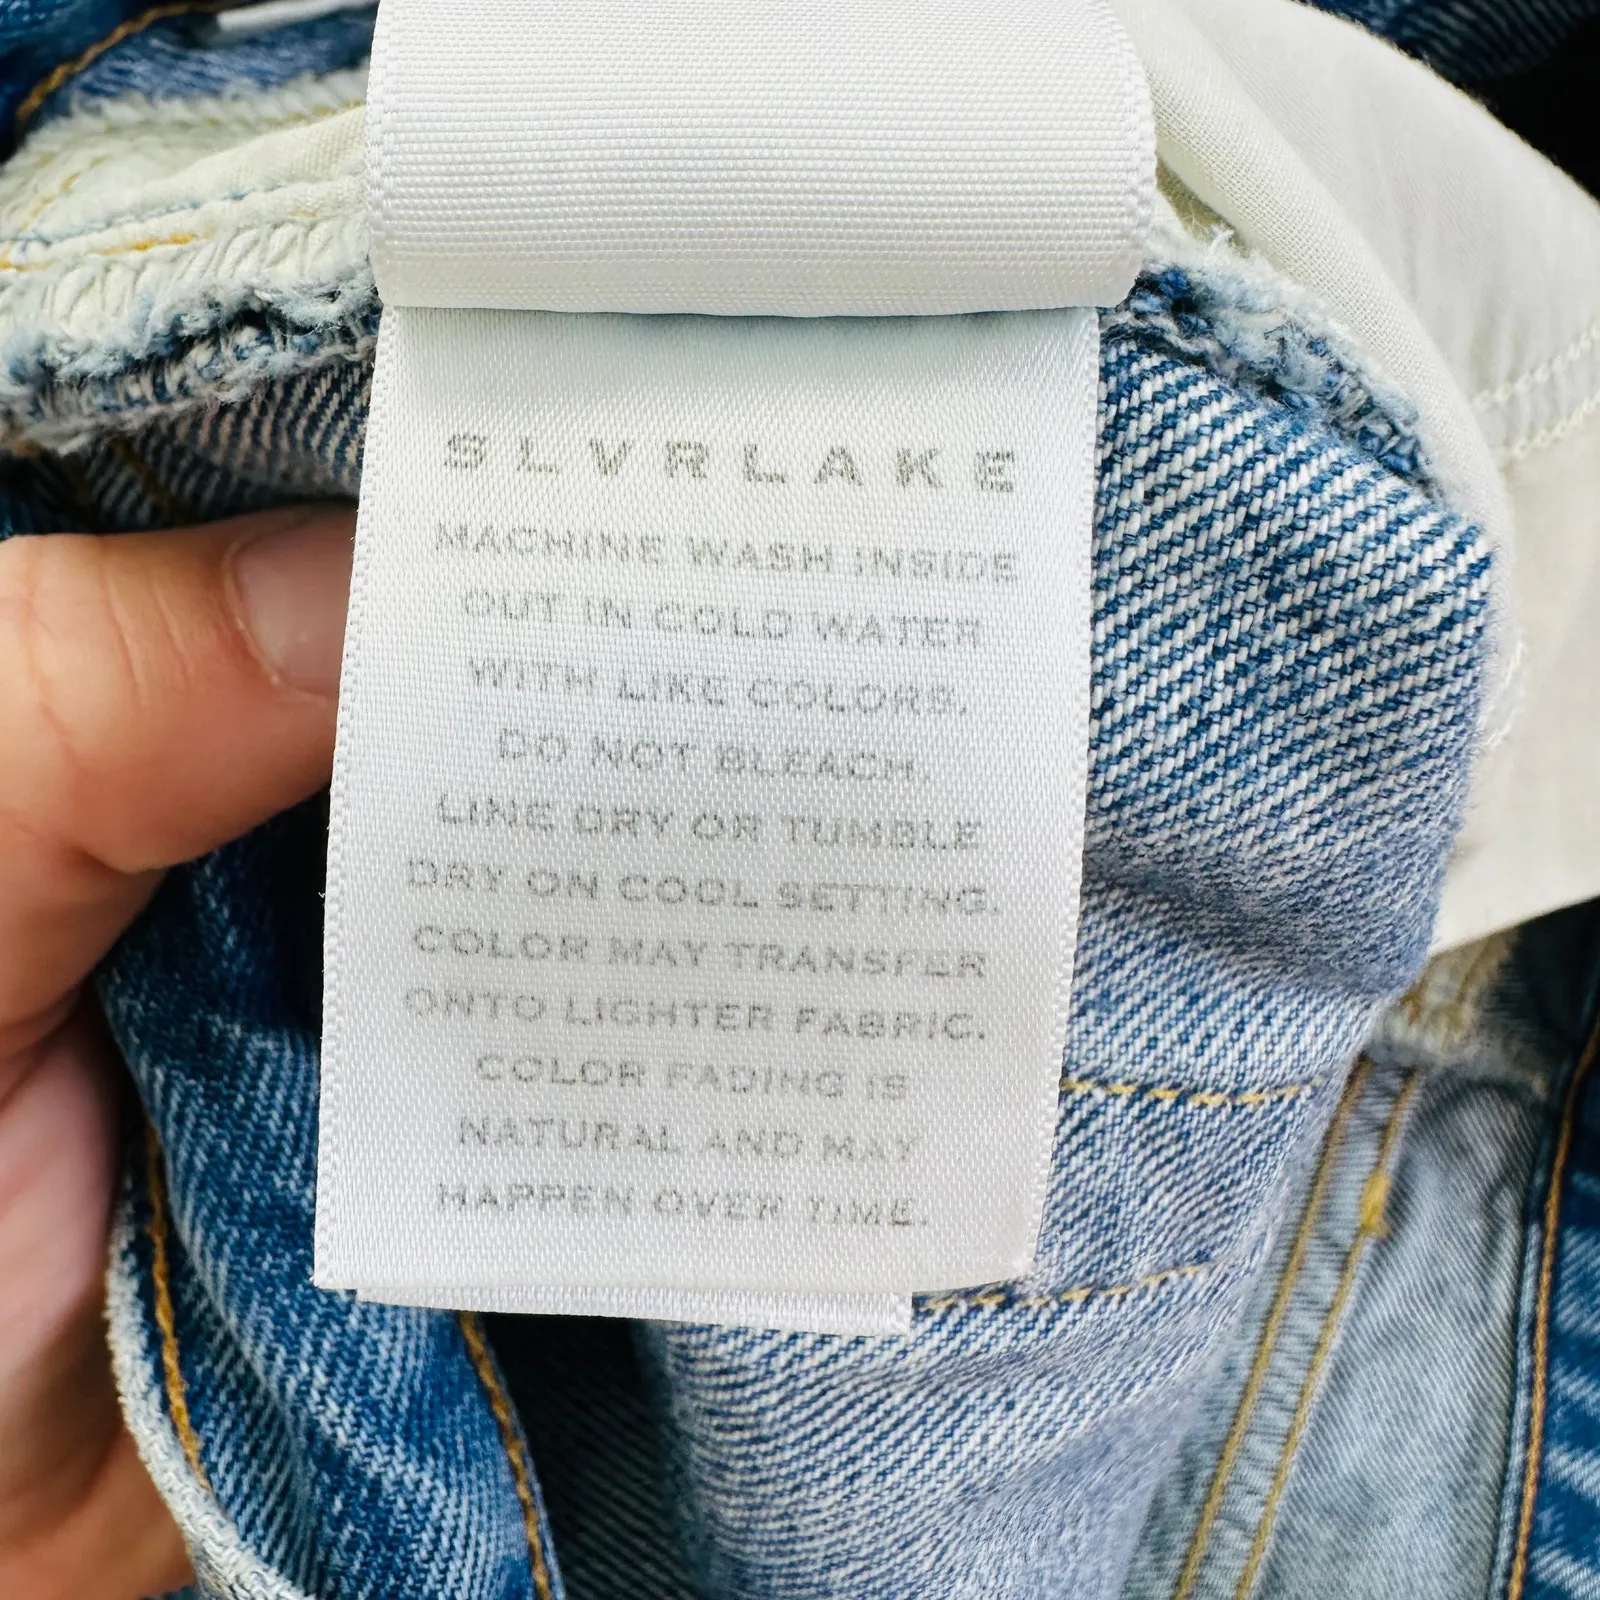 SLVRLAKE
MACHINE WASH INSIDE
OUT IN COLD WATER
WITH LIKE COLORS.
DO NOT BLEACH.
LINE DRY OR TUMBLE
DRY ON COOL SETTING.
COLOR MAY TRANSFER
ONTO LIGHTER FABRIC.
COLOR FADING IS
NATURAL AND MAY
HAPPEN OVER TIME.